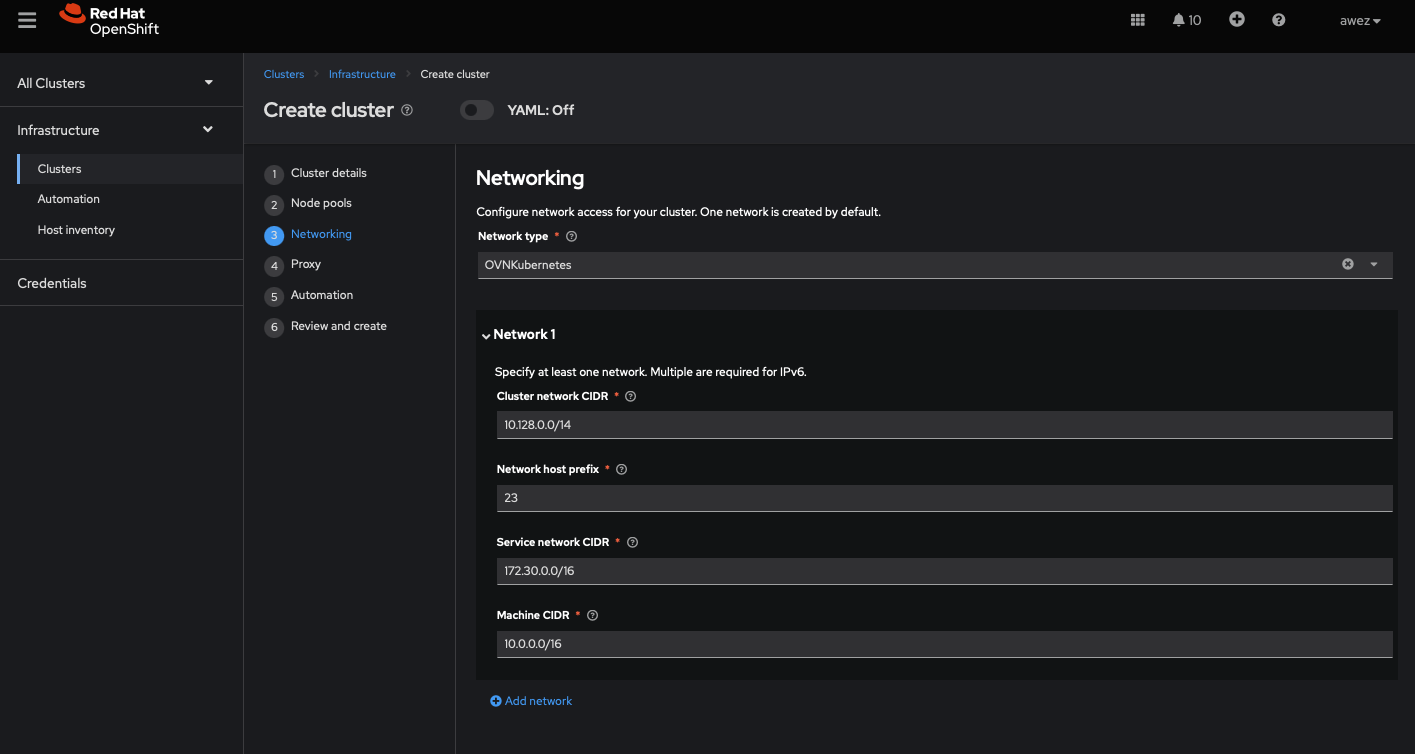 Red Hat
OpenShift
10
awez
All Clusters
Infrastructure
Clusters
Automation
Host inventory
Credentials
Clusters > Infrastructure > Create cluster
Create cluster
YAML: Off
1 Cluster details
2 Node pools
3 Networking
4 Proxy
5 Automation
6 Review and create
Networking
Configure network access for your cluster. One network is created by default.
Network type *
OVNKubernetes
Network 1
Specify at least one network. Multiple are required for IPv6.
Cluster network CIDR *
10.128.0.0/14
Network host prefix *
23
Service network CIDR *
172.30.0.0/16
Machine CIDR *
10.0.0.0/16
Add network